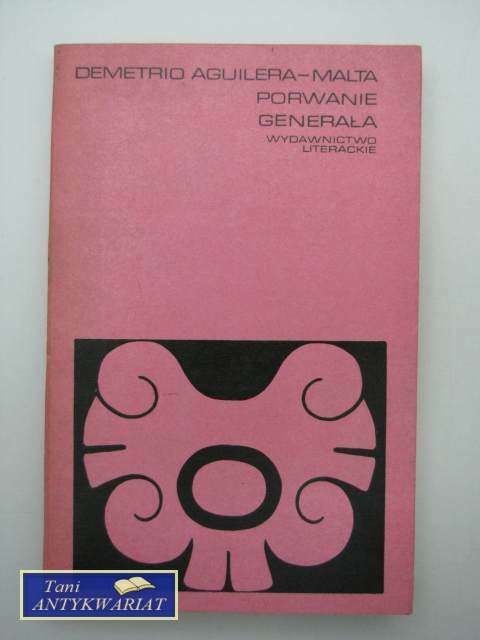 DEMETRIO AGUILERA–MALTA
PORWANIE
GENERAŁA
WYDAWNICTWO
LITERACKIE
Tani
ANTYKWARIAT